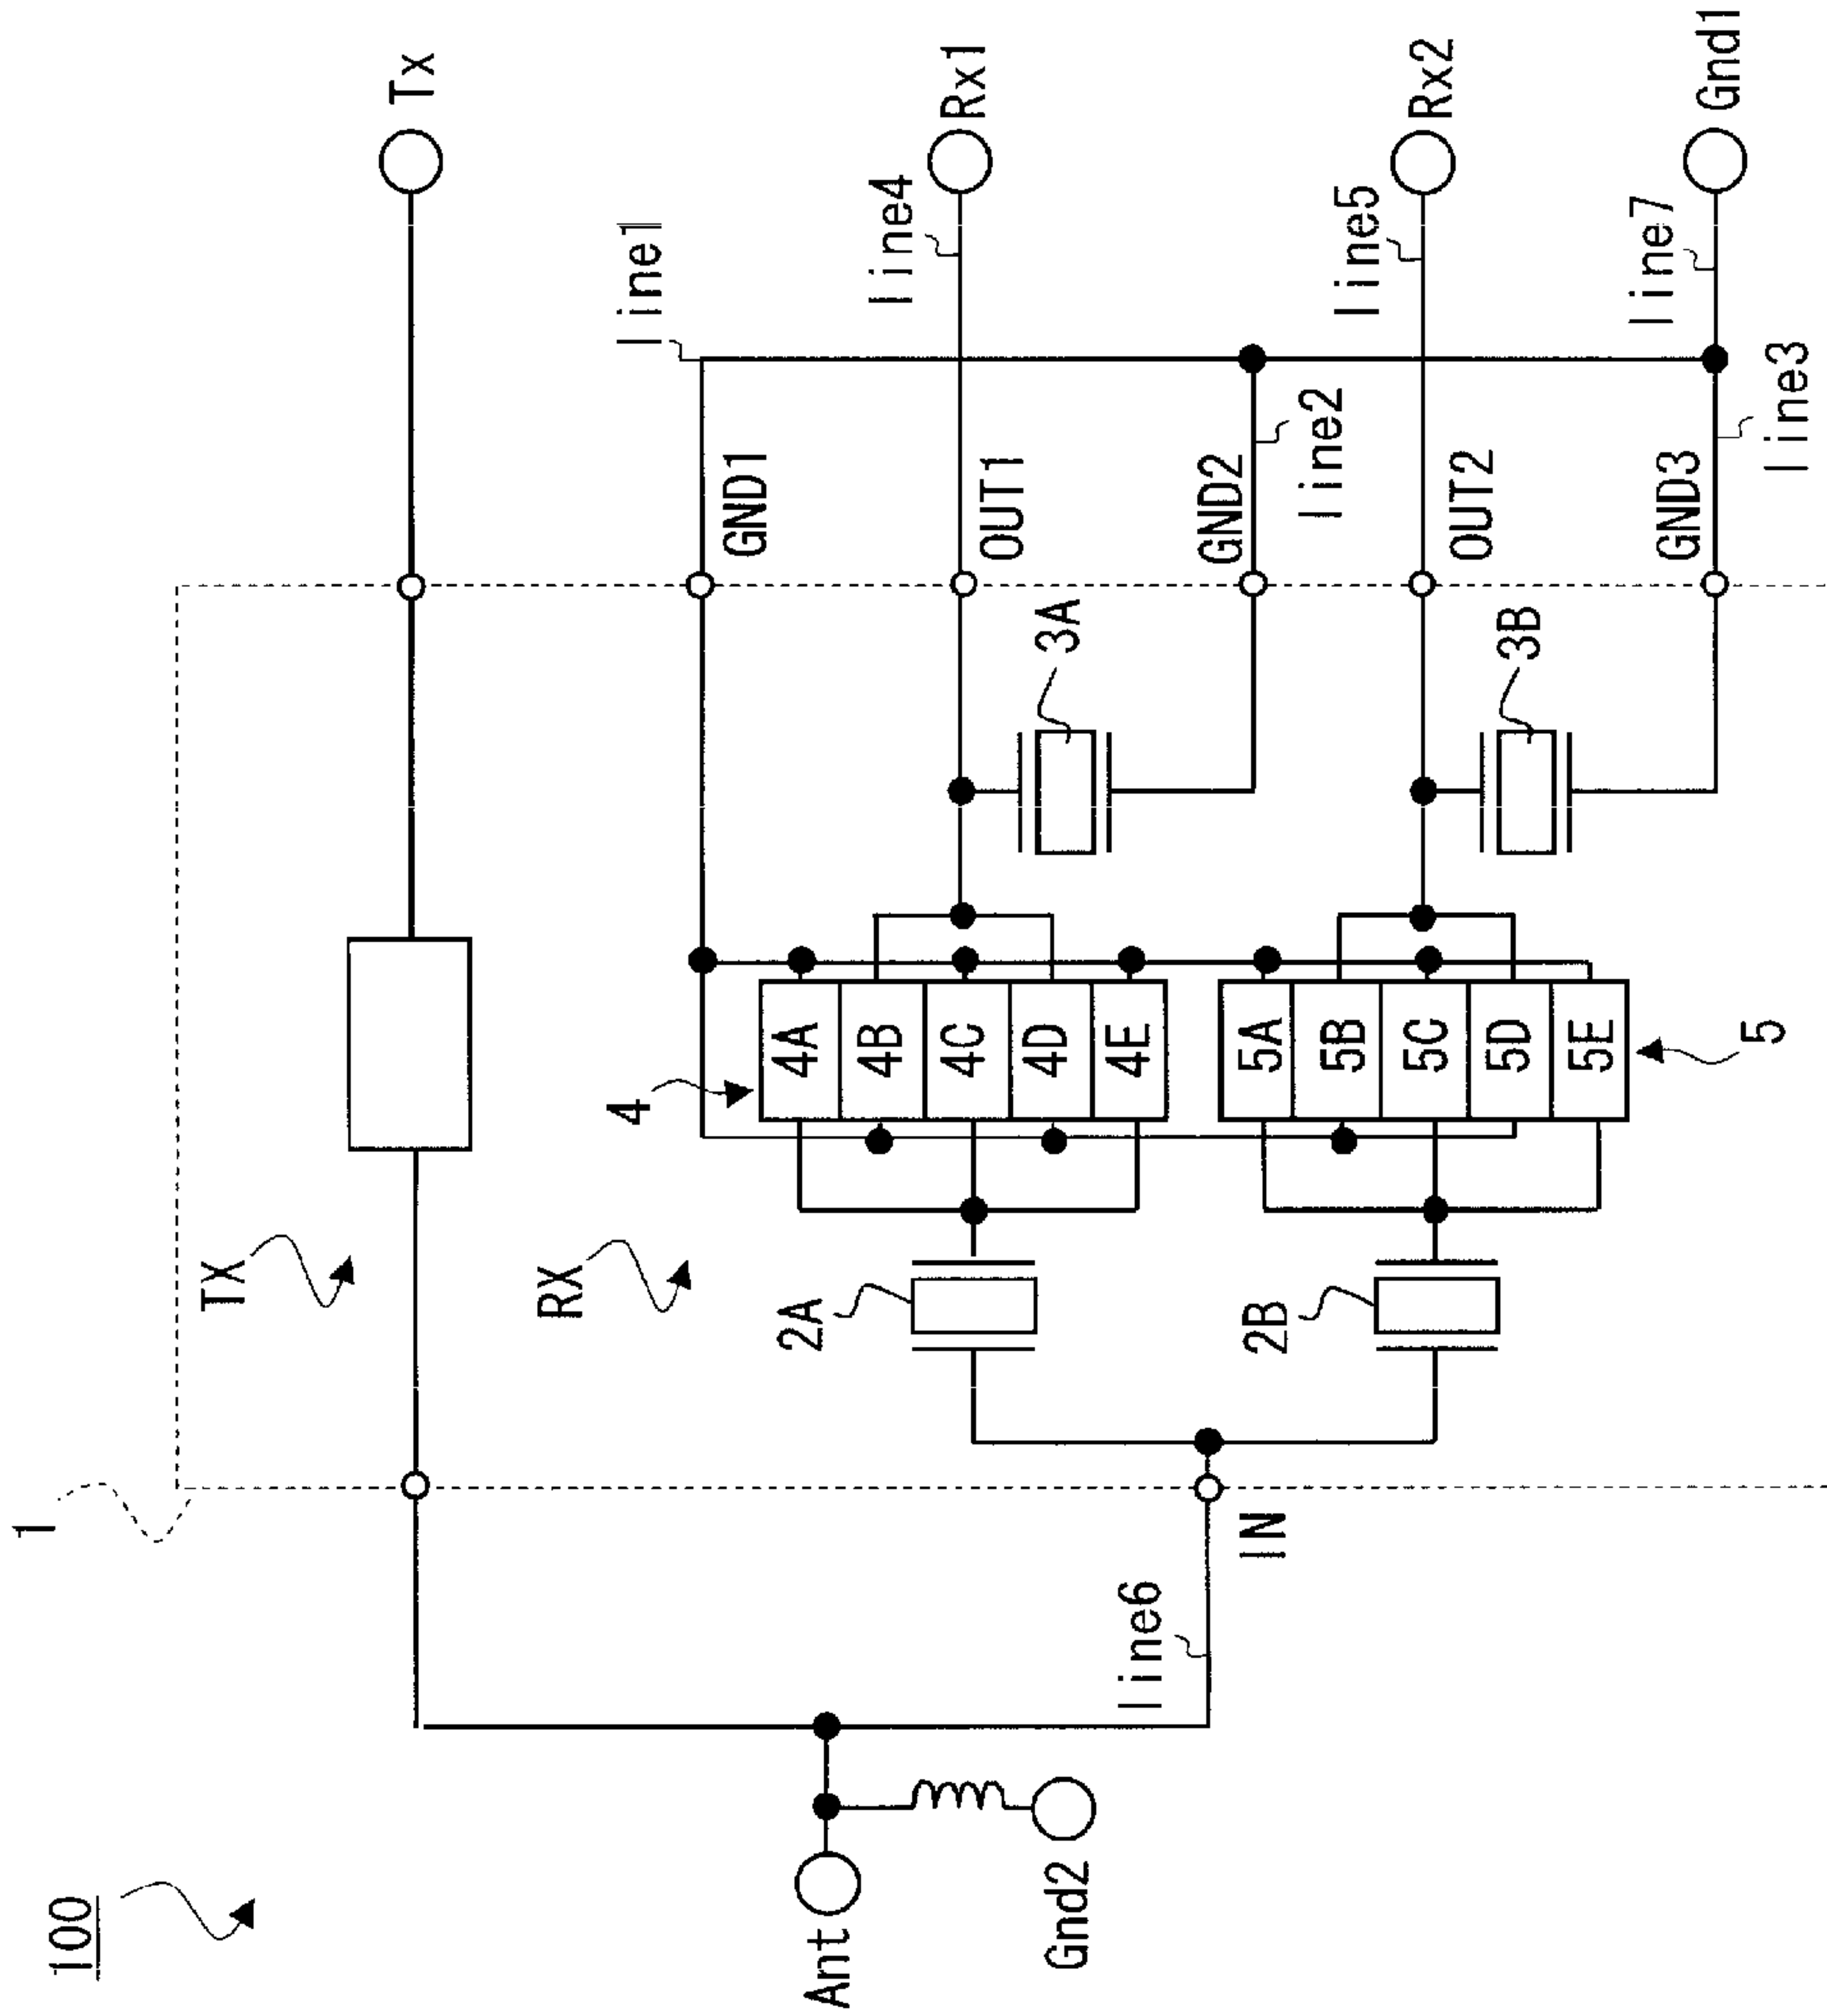 100
1
Ant
Gnd2
line6
IN
TX
RX
2A
2B
4
4A
4B
4C
4D
4E
5A
5B
5C
5D
5E
5
3A
3B
GND1
OUT1
GND2
OUT2
GND3
line1
line2
line3
line4
line5
line7
Tx
Rx1
Rx2
Gnd1